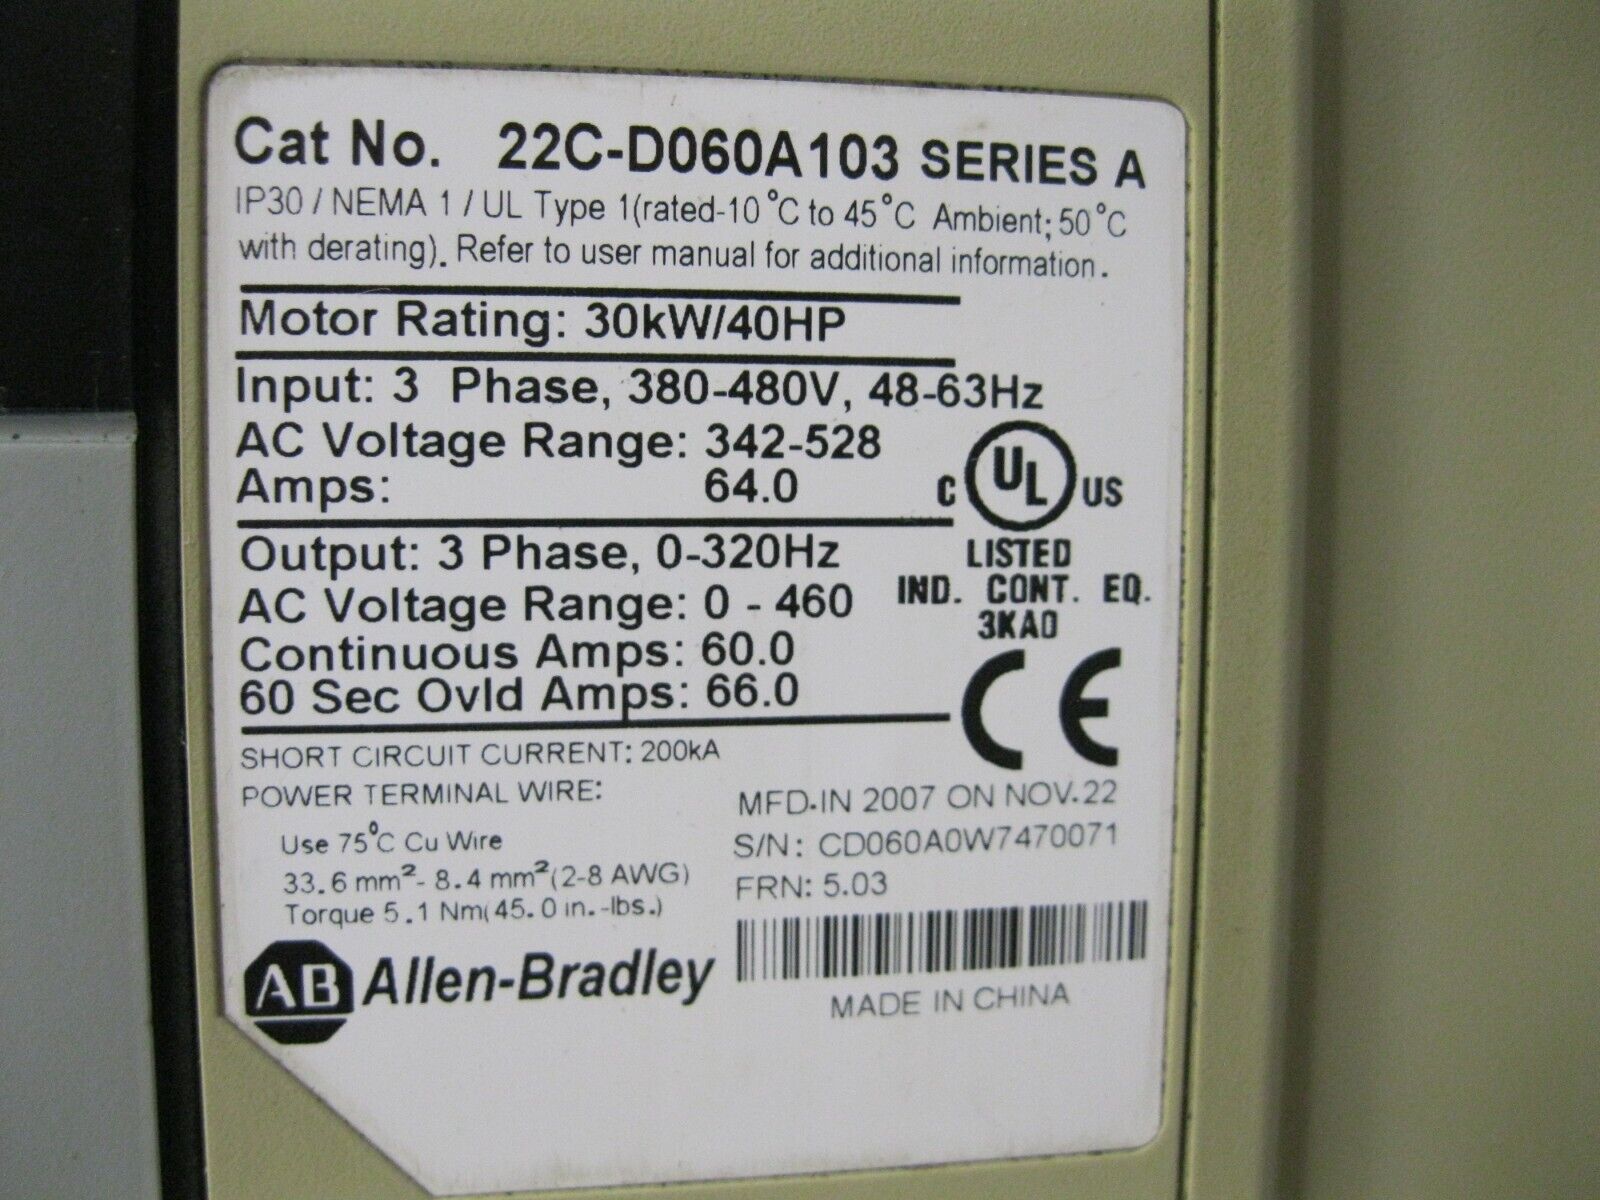 Cat No. 22C-D060A103 SERIES A
IP30 / NEMA 1 / UL Type 1(rated-10°C to 45°C Ambient; 50°C
with derating). Refer to user manual for additional information.
Motor Rating: 30kW/40HP
Input: 3 Phase, 380-480V, 48-63Hz
AC Voltage Range: 342-528
Amps: 64.0
C UL US
LISTED
IND. CONT. EQ.
3KA0
Output: 3 Phase, 0-320Hz
AC Voltage Range: 0 - 460
Continuous Amps: 60.0
60 Sec Ovld Amps: 66.0
CE
SHORT CIRCUIT CURRENT: 200kA
POWER TERMINAL WIRE:
Use 75°C Cu Wire
33.6 mm²- 8.4 mm²(2-8 AWG)
Torque 5.1 Nm(45.0 in.-lbs.)
MFD.IN 2007 ON NOV.22
S/N: CD060A0W7470071
FRN: 5.03
AB Allen-Bradley
MADE IN CHINA